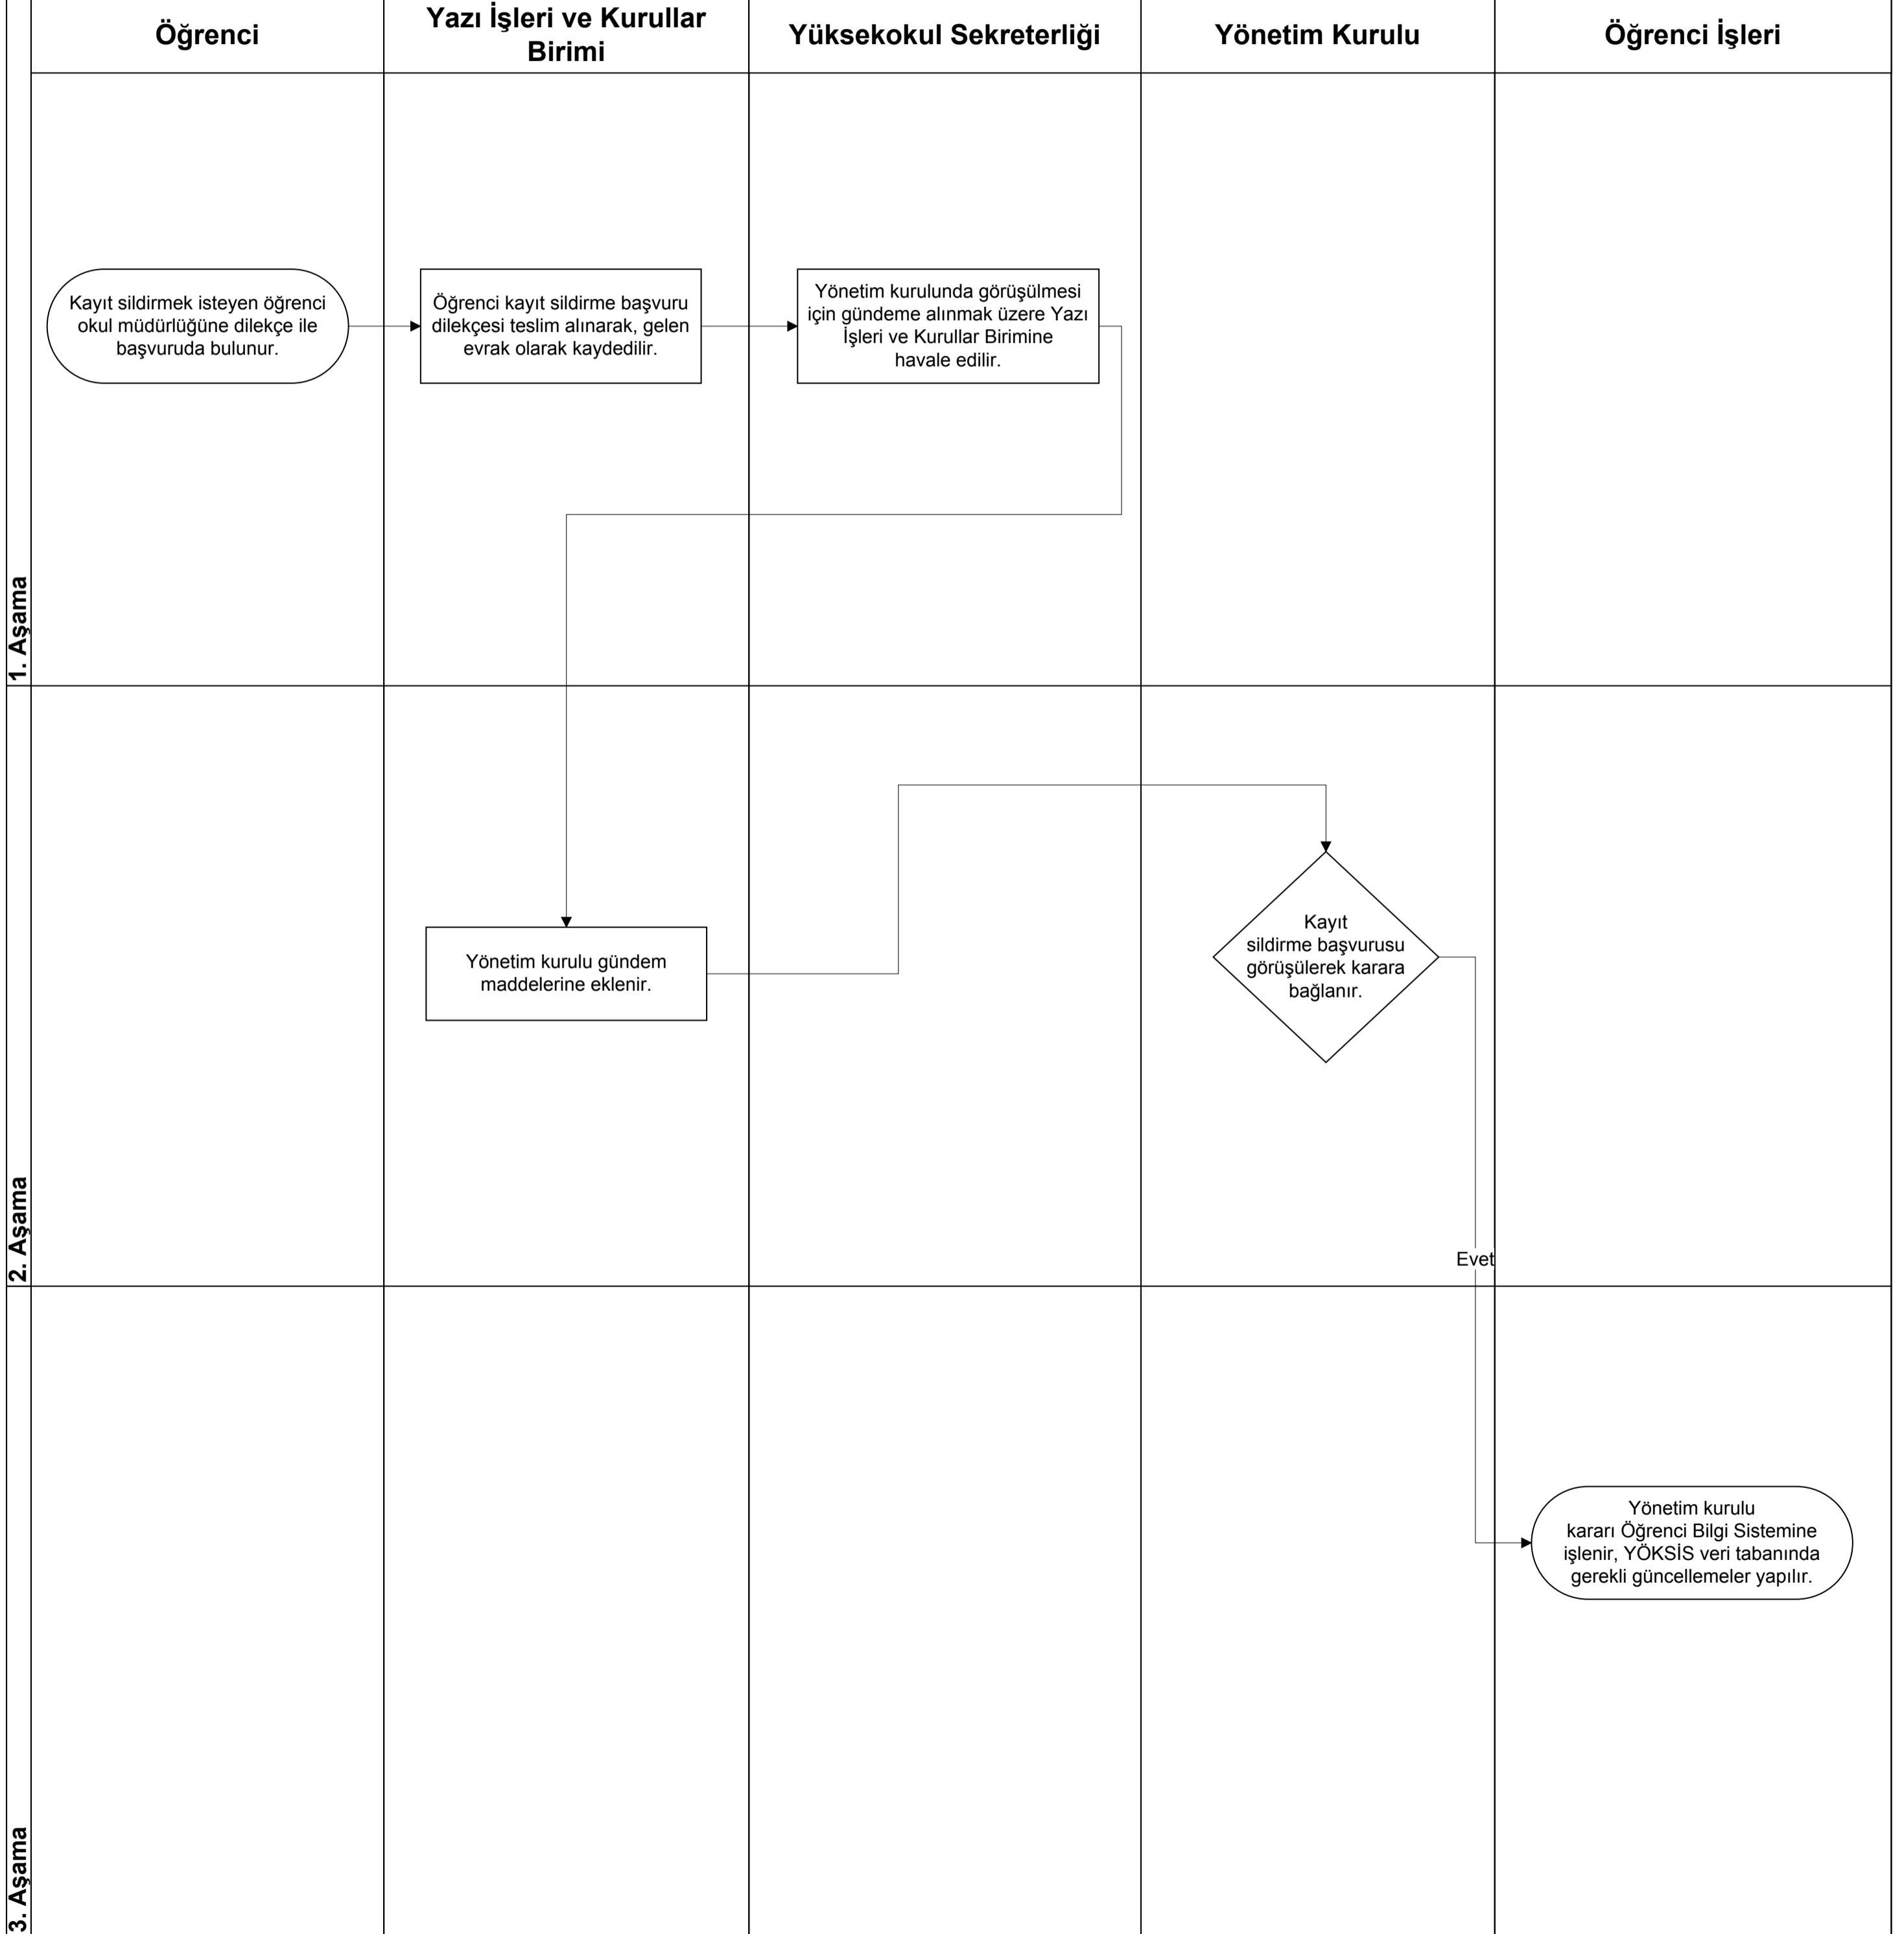 Öğrenci
Yazı İşleri ve Kurullar
Birimi
Yüksekokul Sekreterliği
Yönetim Kurulu
Öğrenci İşleri
1. Aşama
Kayıt sildirmek isteyen öğrenci
okul müdürlüğüne dilekçe ile
başvuruda bulunur.
Öğrenci kayıt sildirme başvuru
dilekçesi teslim alınarak, gelen
evrak olarak kaydedilir.
Yönetim kurulunda görüşülmesi
için gündeme alınmak üzere Yazı
İşleri ve Kurullar Birimine
havale edilir.
2. Aşama
Yönetim kurulu gündem
maddelerine eklenir.
Kayıt
sildirme başvurusu
görüşülerek karara
bağlanır.
Evet
3. Aşama
Yönetim kurulu
kararı Öğrenci Bilgi Sistemine
işlenir, YÖKSİS veri tabanında
gerekli güncellemeler yapılır.